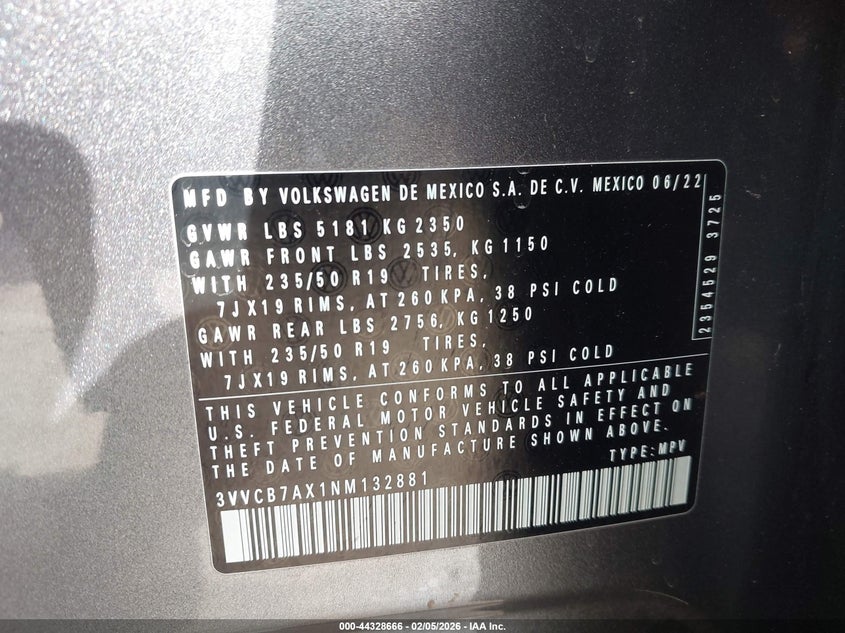 MFD BY VOLKSWAGEN DE MEXICO S.A. DE C.V. MEXICO 06/22
GVWR LBS 5181 KG 2350
GAWR FRONT LBS 2535, KG 1150
WITH 235/50 R19 TIRES,
7JX19 RIMS, AT 260 KPA, 38 PSI COLD
GAWR REAR LBS 2756, KG 1250
WITH 235/50 R19 TIRES,
7JX19 RIMS, AT 260 KPA, 38 PSI COLD
2354529 3725
THIS VEHICLE CONFORMS TO ALL APPLICABLE
U.S. FEDERAL MOTOR VEHICLE SAFETY AND
THEFT PREVENTION STANDARDS IN EFFECT ON
THE DATE OF MANUFACTURE SHOWN ABOVE.
TYPE: MPV
3VVCB7AX1NM132881
000-44328666 - 02/05/2026 - IAA Inc.